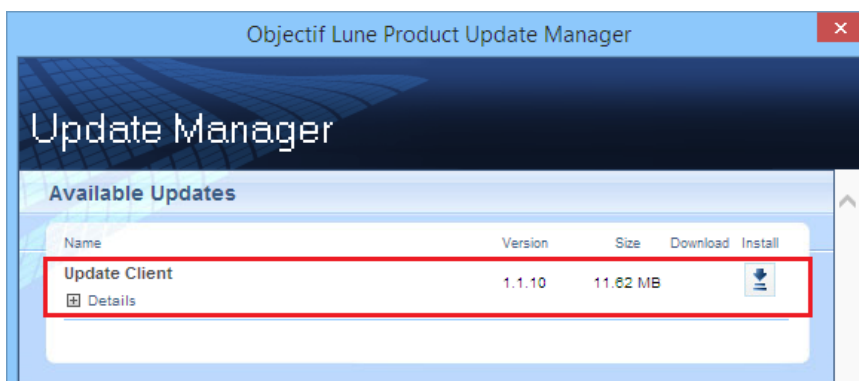 Objectif Lune Product Update Manager
Update Manager
Available Updates
Name Version Size Download Install
Update Client 1.1.10 11.62 MB
Details